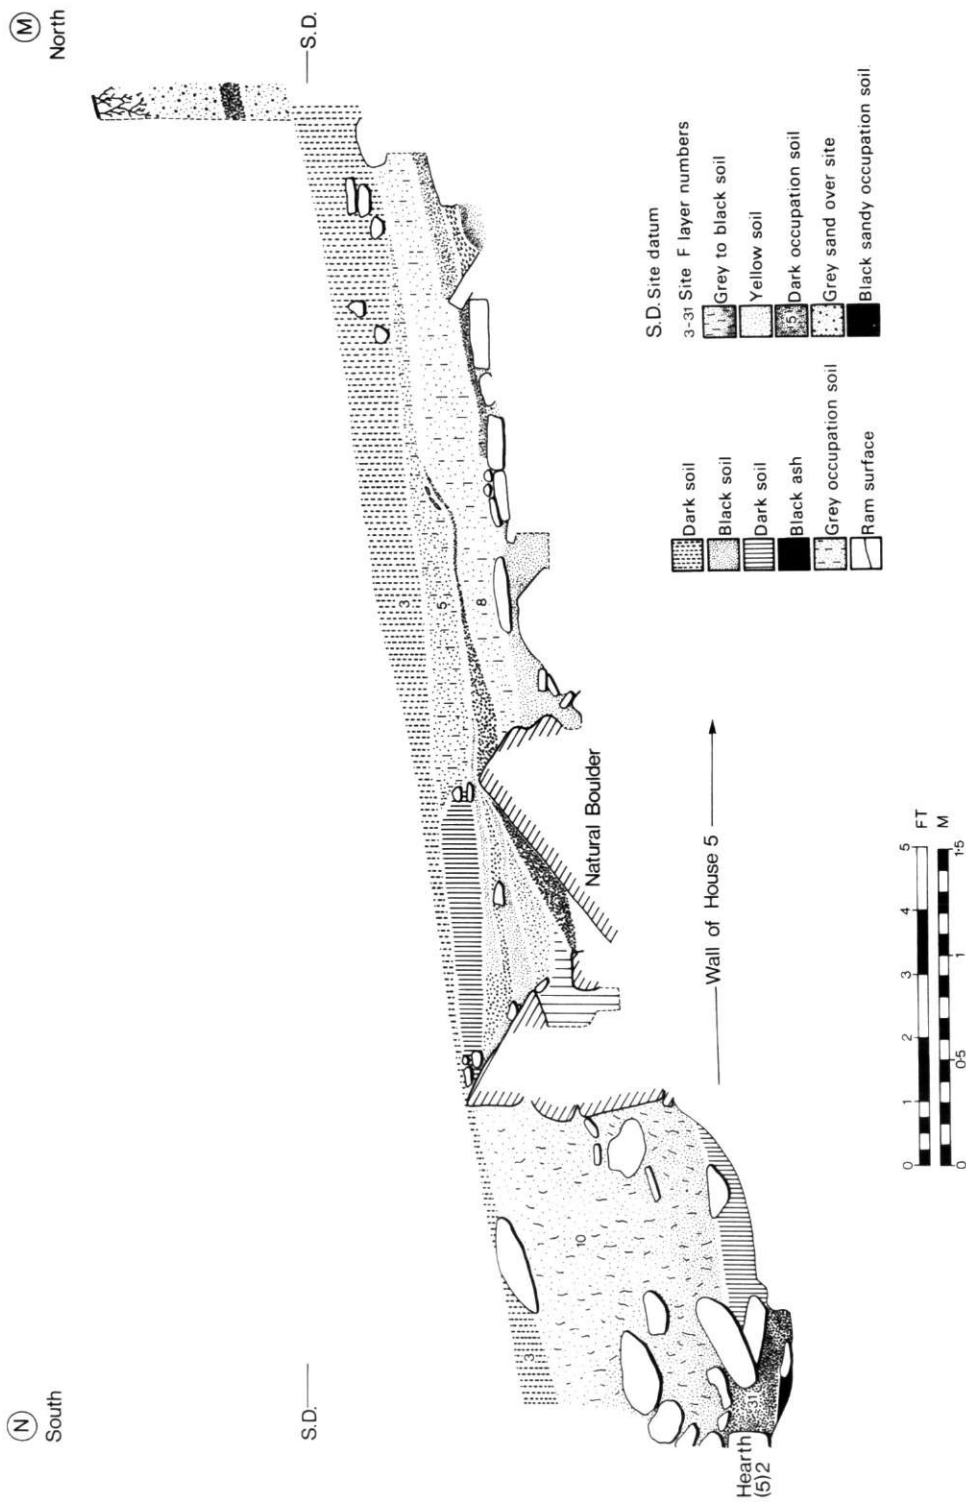 N
South
M
North
S.D.
S.D.
3
5
8
3
10
31
Natural Boulder
Wall of House 5
Hearth
(5)2
Dark soil
Black soil
Dark soil
Black ash
Grey occupation soil
Ram surface
S.D. Site datum
3-31 Site F layer numbers
Grey to black soil
Yellow soil
5
Dark occupation soil
Grey sand over site
Black sandy occupation soil
0 1 2 3 4 5 FT
0 0·5 1 1·5 M